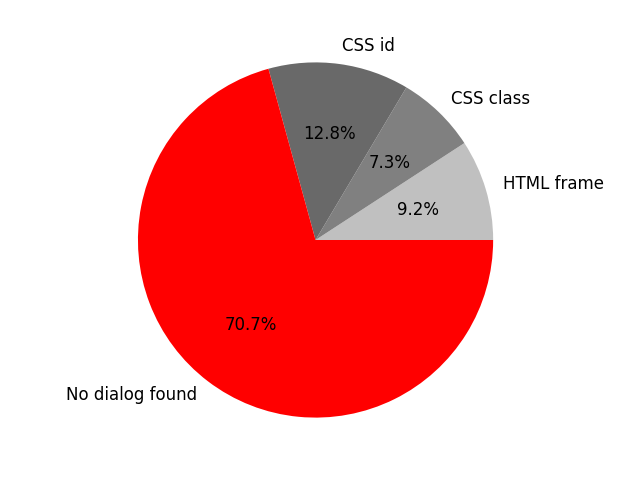 CSS id
CSS class
12.8%
7.3%
HTML frame
9.2%
70.7%
No dialog found